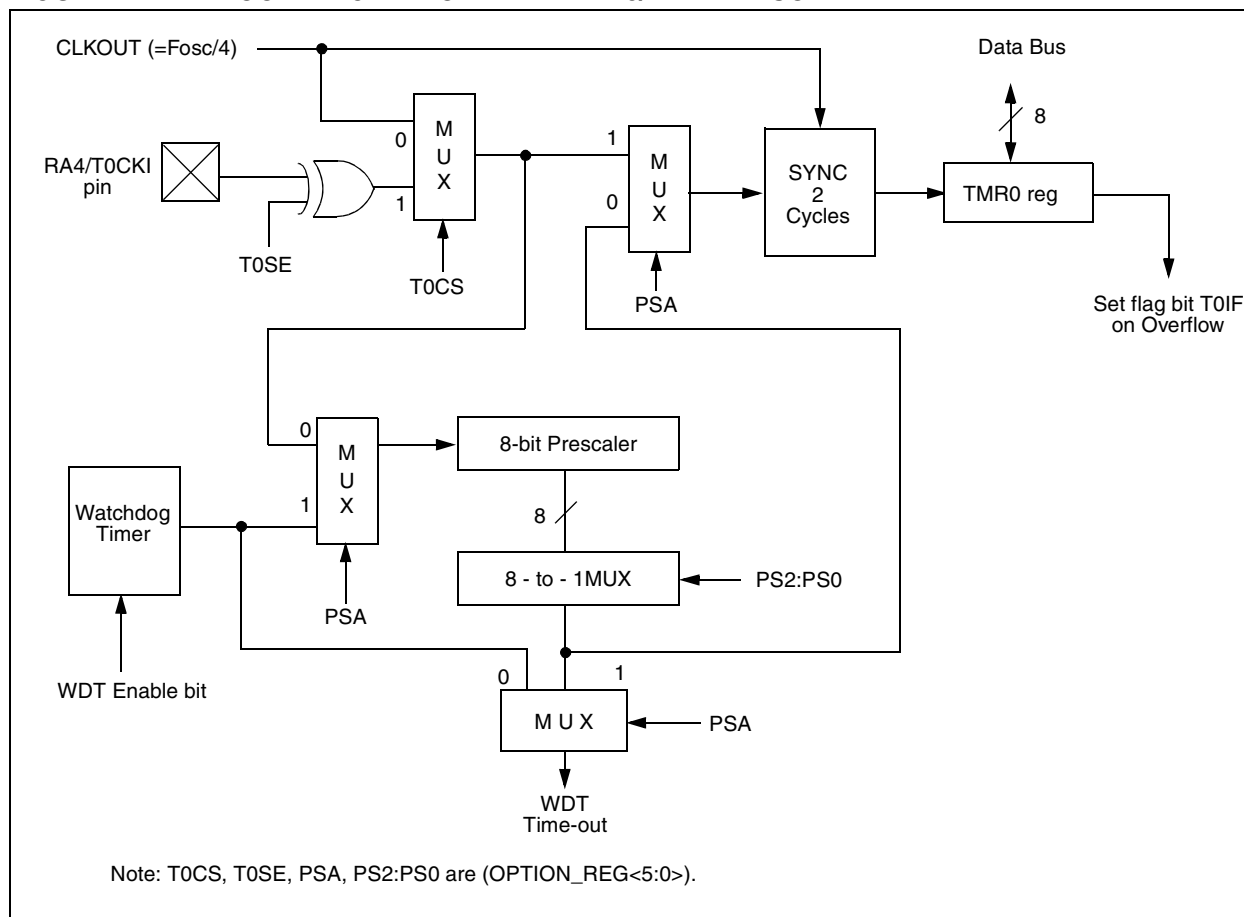 CLKOUT (=Fosc/4)
Data Bus
8
RA4/T0CKI
pin
T0SE
0
1
M
U
X
T0CS
1
0
M
U
X
PSA
SYNC
2
Cycles
TMR0 reg
Set flag bit T0IF
on Overflow
0
1
M
U
X
PSA
8-bit Prescaler
8
8 - to - 1MUX
PS2:PS0
Watchdog
Timer
WDT Enable bit
0
1
M U X
PSA
WDT
Time-out
Note: T0CS, T0SE, PSA, PS2:PS0 are (OPTION_REG<5:0>).